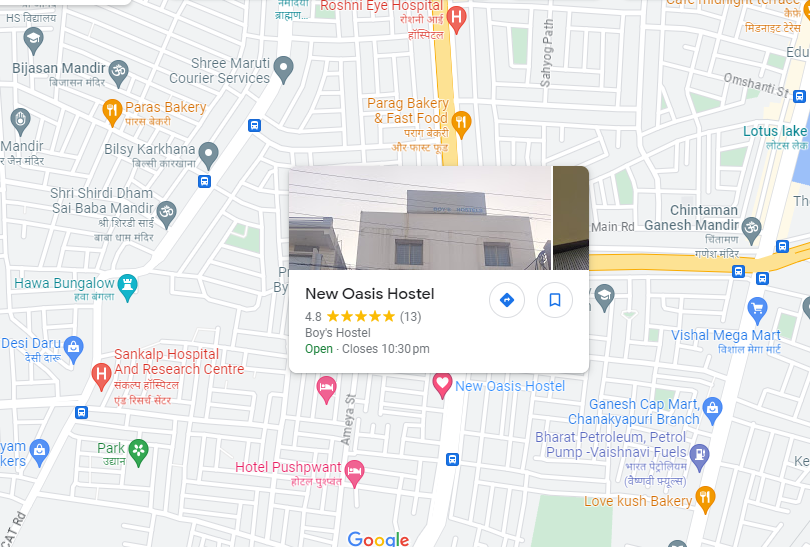 HS विद्यालय
नर्मदीया
ब्राह्मण...
Roshni Eye Hospital
रोशनी आई
हॉस्पिटल
मिडनाइट टेरेस
Edu
Sahyog Path
Bijasan Mandir
बिजासन मंदिर
Shree Maruti
Courier Services
Omshanti St
Paras Bakery
पारस बेकरी
Parag Bakery
& Fast Food
पराग बेकरी
और फास्ट फूड
Lotus lake
लोटस लेक
Mandir
र जैन मंदिर
Bilsy Karkhana
बिल्सी कारखाना
Shri Shirdi Dham
Sai Baba Mandir
श्री शिरडी साई
बाबा धाम मंदिर
Main Rd
Chintaman
Ganesh Mandir
चिंतामण
गणेश मंदिर
Hawa Bungalow
हवा बंगला
New Oasis Hostel
4.8 (13)
Boy's Hostel
Open · Closes 10:30 pm
Vishal Mega Mart
विशाल मेगा मार्ट
Desi Daru
देसी दारू
Sankalp Hospital
And Research Centre
संकल्प हॉस्पिटल
एंड रिसर्च सेंटर
New Oasis Hostel
Ameya St
Ganesh Cap Mart,
Chanakyapuri Branch
Bharat Petroleum, Petrol
Pump -Vaishnavi Fuels
भारत पेट्रोलियम
(वैष्णवी फ़्यूल्स)
yam
kers
Park
उद्यान
Hotel Pushpwant
होटल पुश्पवंत
Love kush Bakery
CAT Rd
Google